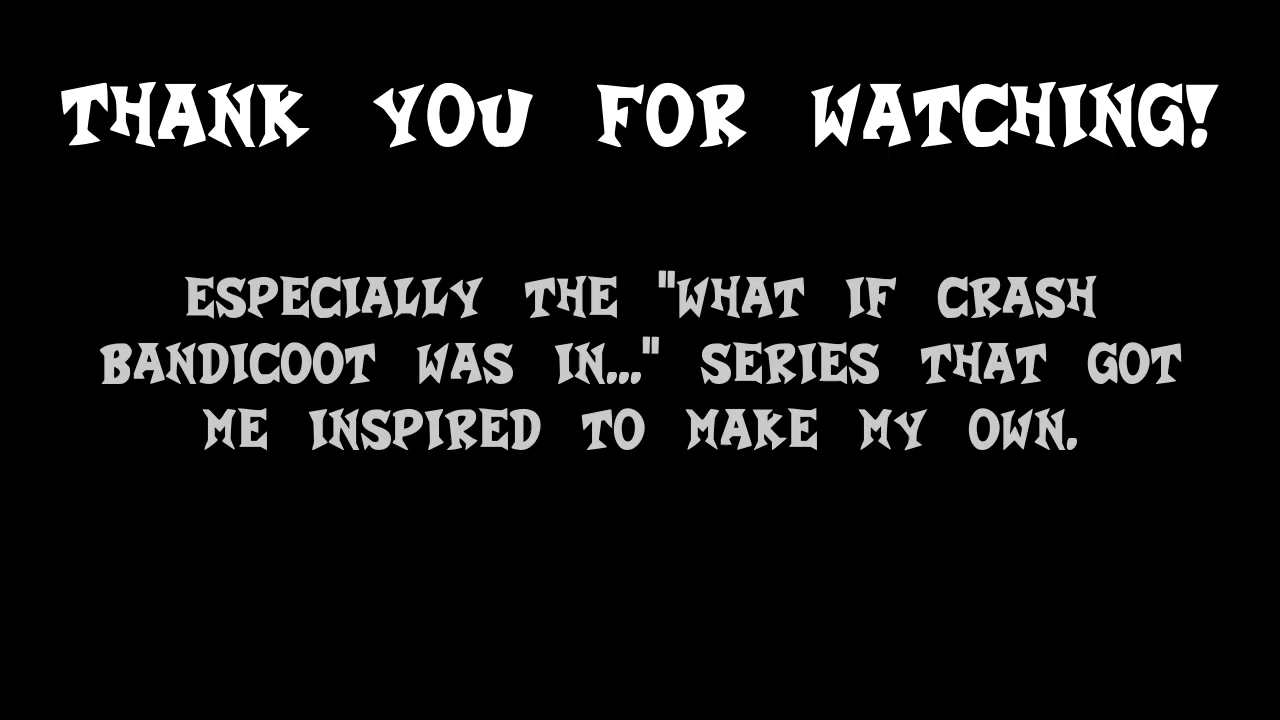 THANK YOU FOR WATCHING!
ESPECIALLY THE "WHAT IF CRASH
BANDICOOT WAS IN..." SERIES THAT GOT
ME INSPIRED TO MAKE MY OWN.